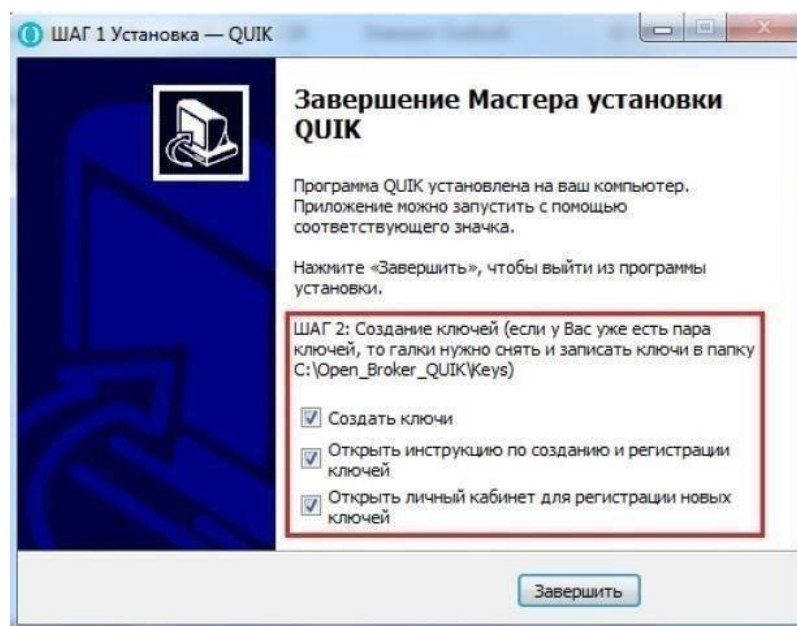 ШАГ 1 Установка — QUIK
Завершение Мастера установки
QUIK
Программа QUIK установлена на ваш компьютер.
Приложение можно запустить с помощью
соответствующего значка.
Нажмите «Завершить», чтобы выйти из программы
установки.
ШАГ 2: Создание ключей (если у Вас уже есть пара
ключей, то галки нужно снять и записать ключи в папку
C:\Open_Broker_QUIK\Keys)
Создать ключи
Открыть инструкцию по созданию и регистрации
ключей
Открыть личный кабинет для регистрации новых
ключей
Завершить